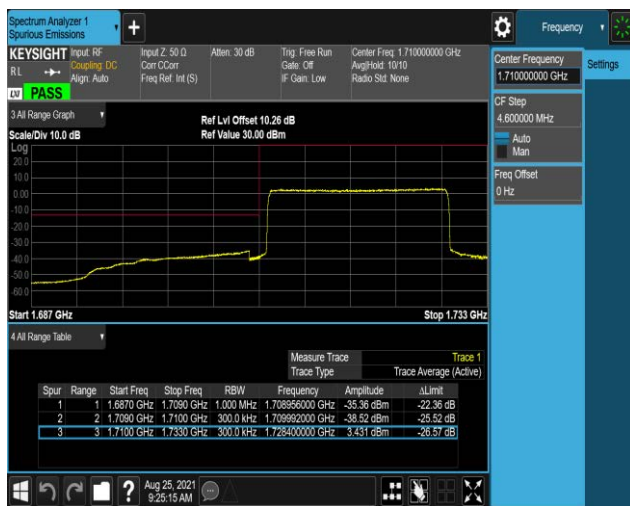 Spectrum Analyzer 1
Spurious Emissions
Frequency
KEYSIGHT
Input: RF
Input Z: 50 Ω
Atten: 30 dB
Trig: Free Run
Center Freq: 1.710000000 GHz
RL
Coupling: DC
Corr CCorr
Gate: Off
Avg|Hold: 10/10
Align: Auto
Freq Ref: Int (S)
IF Gain: Low
Radio Std: None
LXI
PASS
Center Frequency
1.710000000 GHz
Settings
CF Step
4.600000 MHz
Auto
Man
Freq Offset
0 Hz
3 All Range Graph
Ref Lvl Offset 10.26 dB
Scale/Div 10.0 dB
Ref Value 30.00 dBm
Log
20.0
10.0
0.00
-10.0
-20.0
-30.0
-40.0
-50.0
-60.0
Start 1.687 GHz
Stop 1.733 GHz
4 All Range Table
Measure Trace
Trace 1
Trace Type
Trace Average (Active)
Spur Range Start Freq Stop Freq RBW Frequency Amplitude ΔLimit
1 1 1.6870 GHz 1.7090 GHz 1.000 MHz 1.708956000 GHz -35.36 dBm -22.36 dB
2 2 1.7090 GHz 1.7100 GHz 300.0 kHz 1.709992000 GHz -38.52 dBm -25.52 dB
3 3 1.7100 GHz 1.7330 GHz 300.0 kHz 1.728400000 GHz 3.431 dBm -26.57 dB
?
Aug 25, 2021
9:25:15 AM